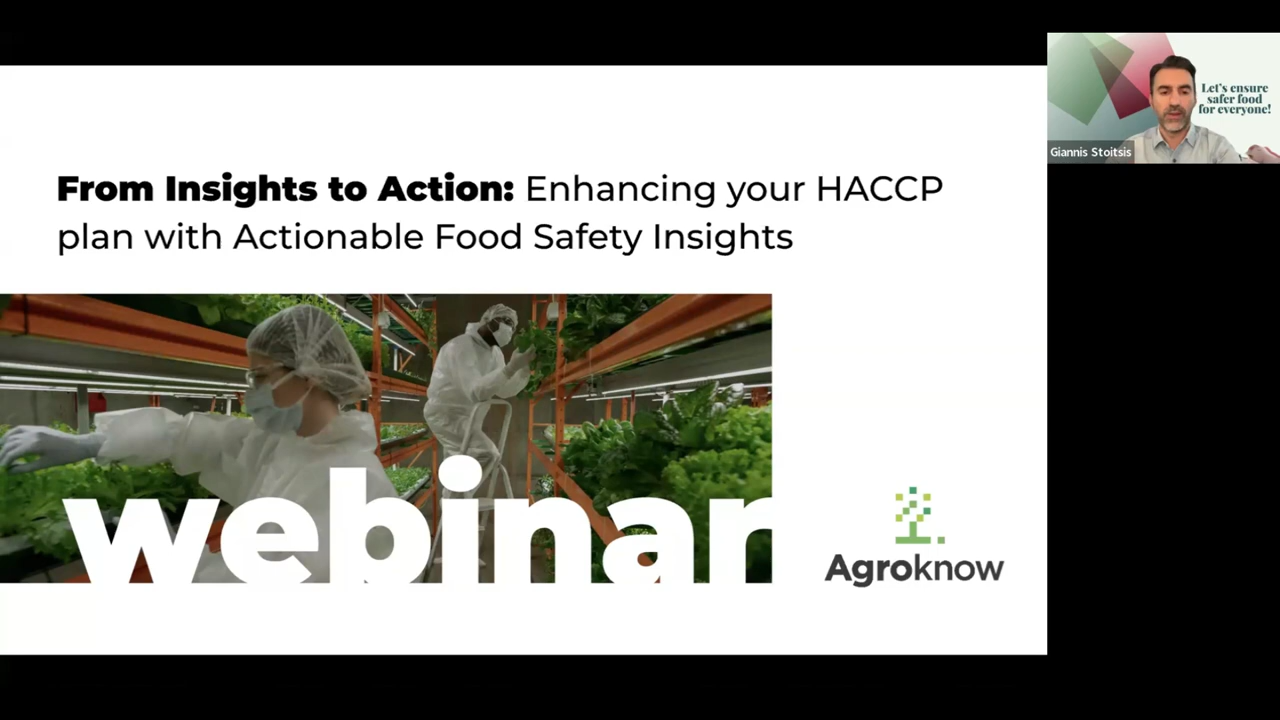 From Insights to Action: Enhancing your HACCP
plan with Actionable Food Safety Insights
webinar
Agroknow
Let's ensure
safer food
for everyone!
Giannis Stoitsis